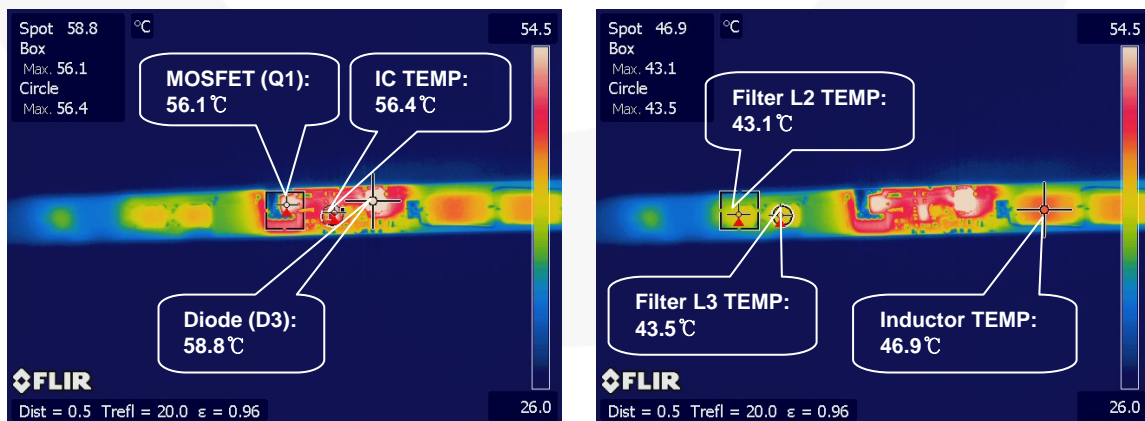 Spot 58.8 °C
54.5
Box
Max. 56.1
Circle
Max. 56.4
MOSFET (Q1):
56.1℃
IC TEMP:
56.4℃
Diode (D3):
58.8℃
FLIR
26.0
Dist = 0.5 Trefl = 20.0 ε = 0.96
Spot 46.9 °C
54.5
Box
Max. 43.1
Circle
Max. 43.5
Filter L2 TEMP:
43.1℃
Filter L3 TEMP:
43.5℃
Inductor TEMP:
46.9℃
FLIR
26.0
Dist = 0.5 Trefl = 20.0 ε = 0.96